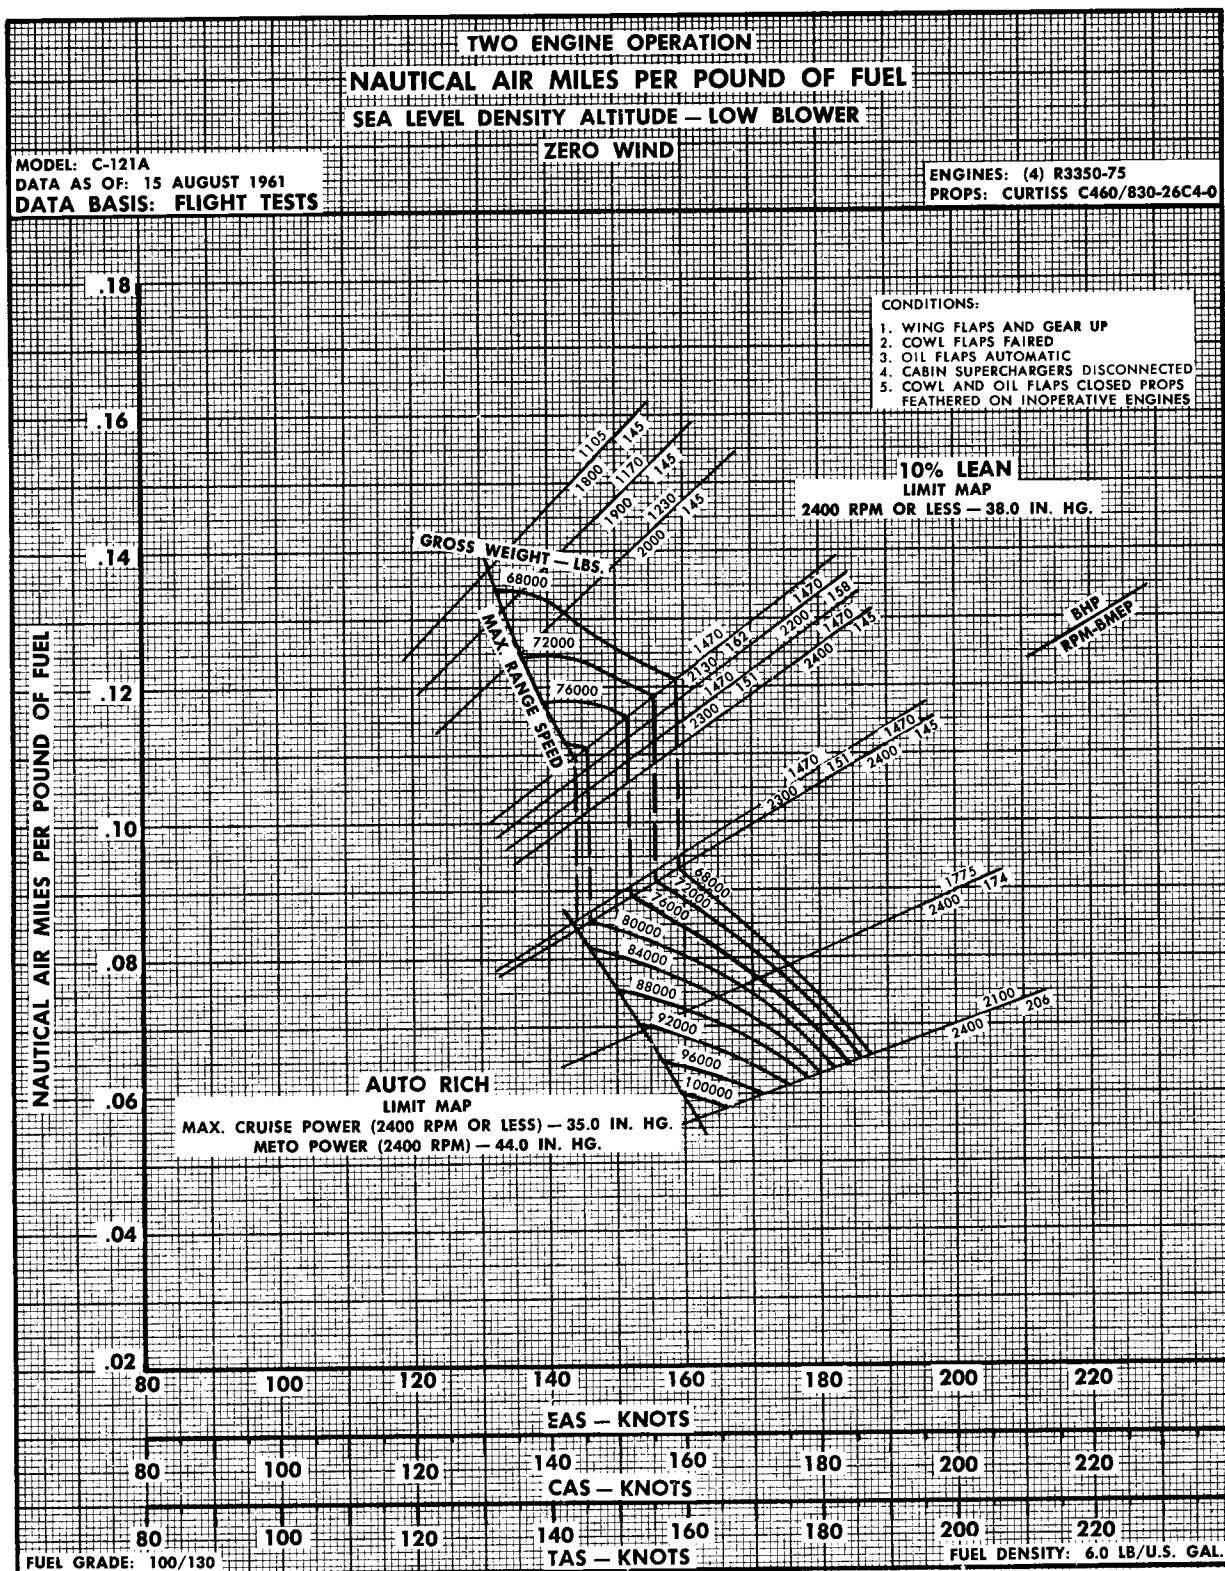 TWO ENGINE OPERATION
NAUTICAL AIR MILES PER POUND OF FUEL
SEA LEVEL DENSITY ALTITUDE — LOW BLOWER
ZERO WIND
MODEL: C-121A
DATA AS OF: 15 AUGUST 1961
DATA BASIS: FLIGHT TESTS
ENGINES: (4) R3350-75
PROPS: CURTISS C460/830-26C4-0
CONDITIONS:
1. WING FLAPS AND GEAR UP
2. COWL FLAPS FAIRED
3. OIL FLAPS AUTOMATIC
4. CABIN SUPERCHARGERS DISCONNECTED
5. COWL AND OIL FLAPS CLOSED PROPS
FEATHERED ON INOPERATIVE ENGINES
NAUTICAL AIR MILES PER POUND OF FUEL
.18
.16
.14
.12
.10
.08
.06
.04
.02
1105
1800 145
1170
1900 145
1230
2000 145
10% LEAN
LIMIT MAP
2400 RPM OR LESS — 38.0 IN. HG.
GROSS WEIGHT — LBS.
68000
72000
76000
MAX. RANGE SPEED
1470 1470
2130 162 2200 158
1470 1470
2300 151 2400 145
BHP
RPM-BMEP
1470 1470
2300 151 2400 145
1775
2400 174
2100
2400 206
68000
72000
76000
80000
84000
88000
92000
96000
100000
AUTO RICH
LIMIT MAP
MAX. CRUISE POWER (2400 RPM OR LESS) — 35.0 IN. HG.
METO POWER (2400 RPM) — 44.0 IN. HG.
80 100 120 140 160 180 200 220
EAS — KNOTS
80 100 120 140 160 180 200 220
CAS — KNOTS
80 100 120 140 160 180 200 220
TAS — KNOTS
FUEL GRADE: 100/130
FUEL DENSITY: 6.0 LB/U.S. GAL.